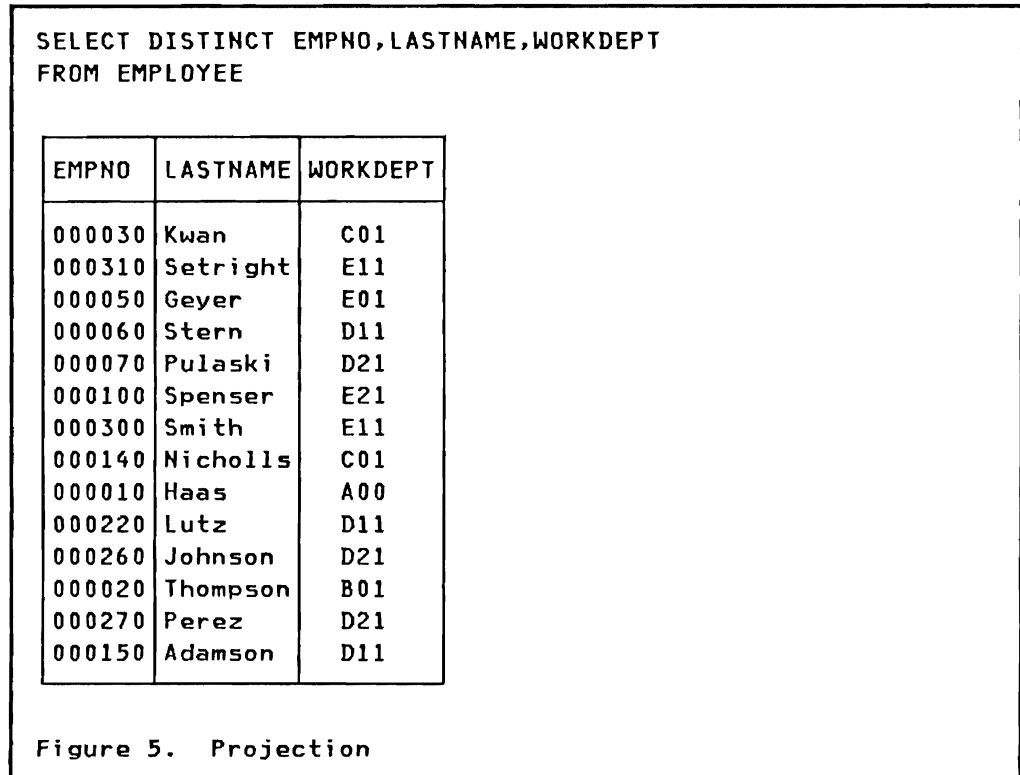 SELECT DISTINCT EMPNO,LASTNAME,WORKDEPT
FROM EMPLOYEE
EMPNO LASTNAME WORKDEPT
000030 Kwan C01
000310 Setright E11
000050 Geyer E01
000060 Stern D11
000070 Pulaski D21
000100 Spenser E21
000300 Smith E11
000140 Nicholls C01
000010 Haas A00
000220 Lutz D11
000260 Johnson D21
000020 Thompson B01
000270 Perez D21
000150 Adamson D11
Figure 5. Projection